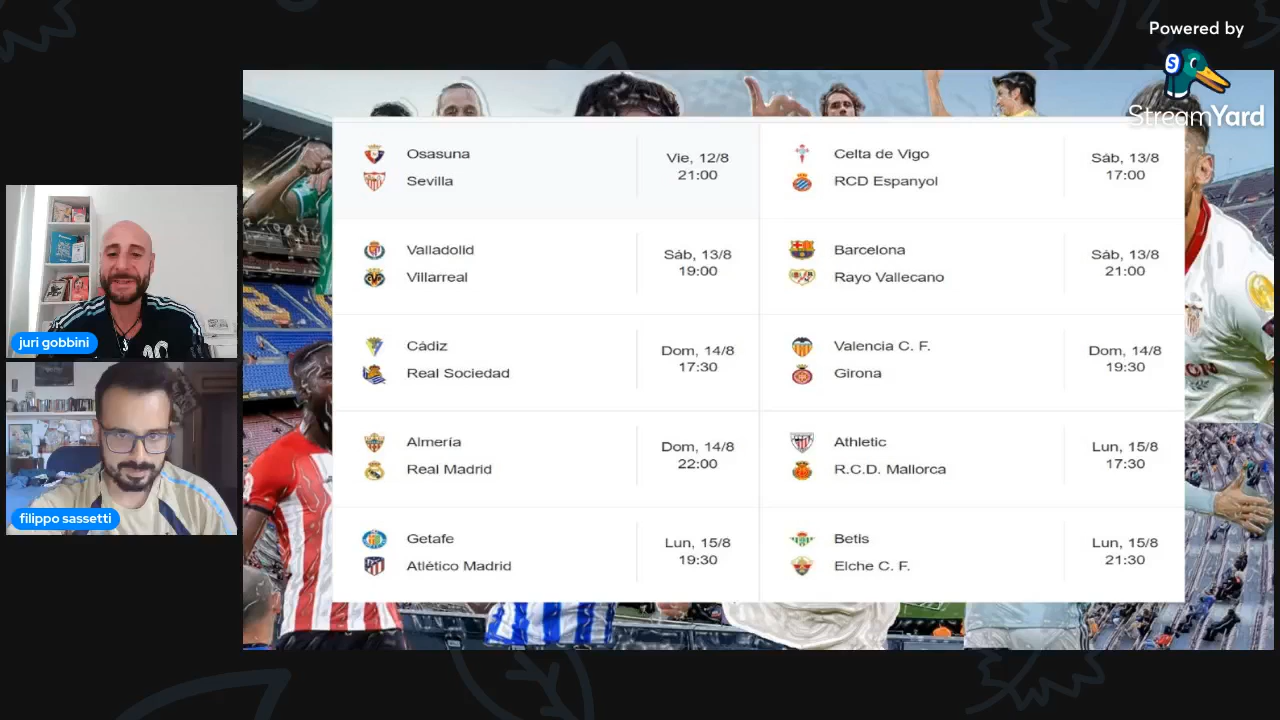 Powered by
StreamYard
Osasuna
Sevilla
Vie, 12/8
21:00
Celta de Vigo
RCD Espanyol
Sáb, 13/8
17:00
Valladolid
Villarreal
Sáb, 13/8
19:00
Barcelona
Rayo Vallecano
Sáb, 13/8
21:00
Cádiz
Real Sociedad
Dom, 14/8
17:30
Valencia C. F.
Girona
Dom, 14/8
19:30
Almería
Real Madrid
Dom, 14/8
22:00
Athletic
R.C.D. Mallorca
Lun, 15/8
17:30
Getafe
Atlético Madrid
Lun, 15/8
19:30
Betis
Elche C. F.
Lun, 15/8
21:30
juri gobbini
filippo sassetti